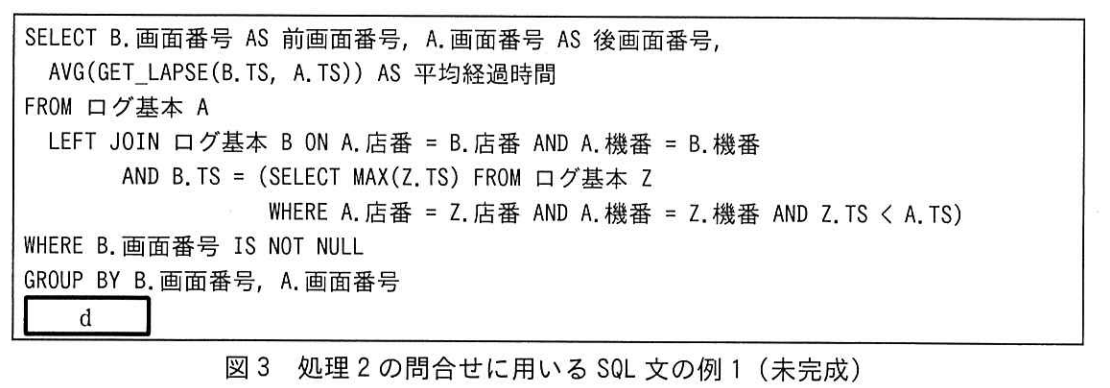 SELECT B.画面番号 AS 前画面番号, A.画面番号 AS 後画面番号,
AVG(GET_LAPSE(B.TS, A.TS)) AS 平均経過時間
FROM ログ基本 A
LEFT JOIN ログ基本 B ON A.店番 = B.店番 AND A.機番 = B.機番
AND B.TS = (SELECT MAX(Z.TS) FROM ログ基本 Z
WHERE A.店番 = Z.店番 AND A.機番 = Z.機番 AND Z.TS < A.TS)
WHERE B.画面番号 IS NOT NULL
GROUP BY B.画面番号, A.画面番号
d
図3 処理2の問合せに用いる SQL 文の例1（未完成）